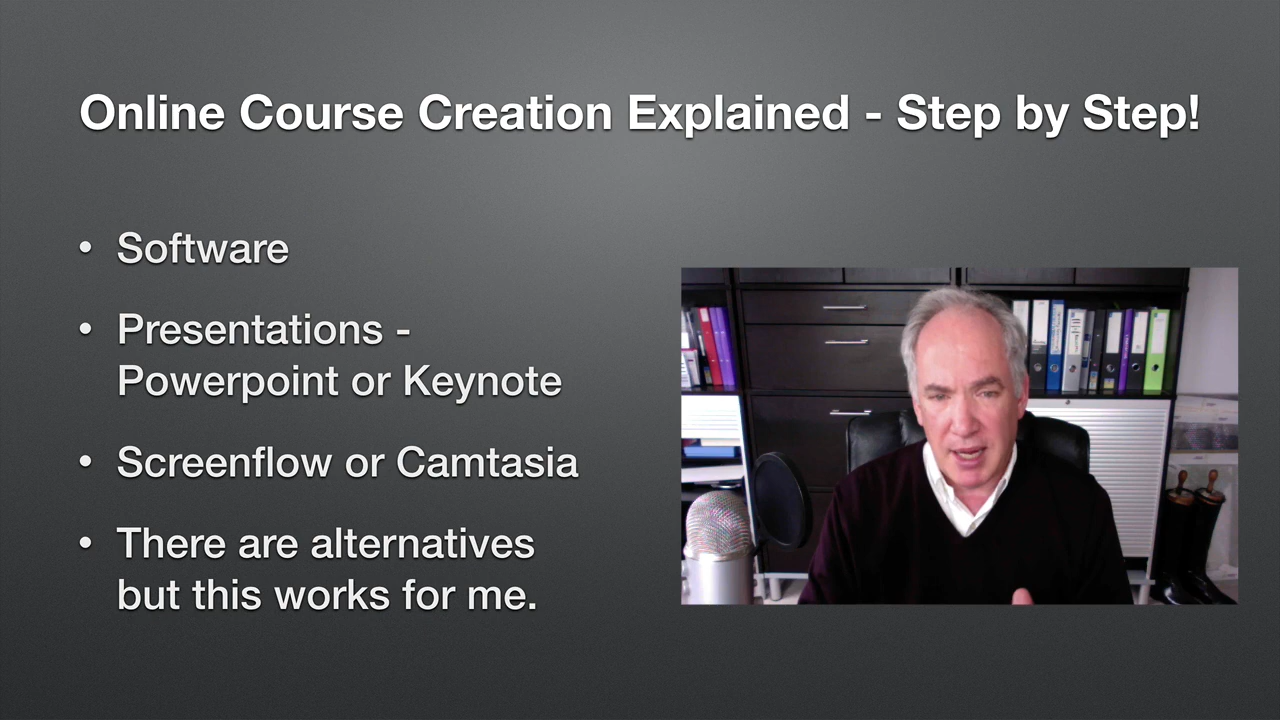 Online Course Creation Explained - Step by Step!
• Software
• Presentations -
Powerpoint or Keynote
• Screenflow or Camtasia
• There are alternatives
but this works for me.